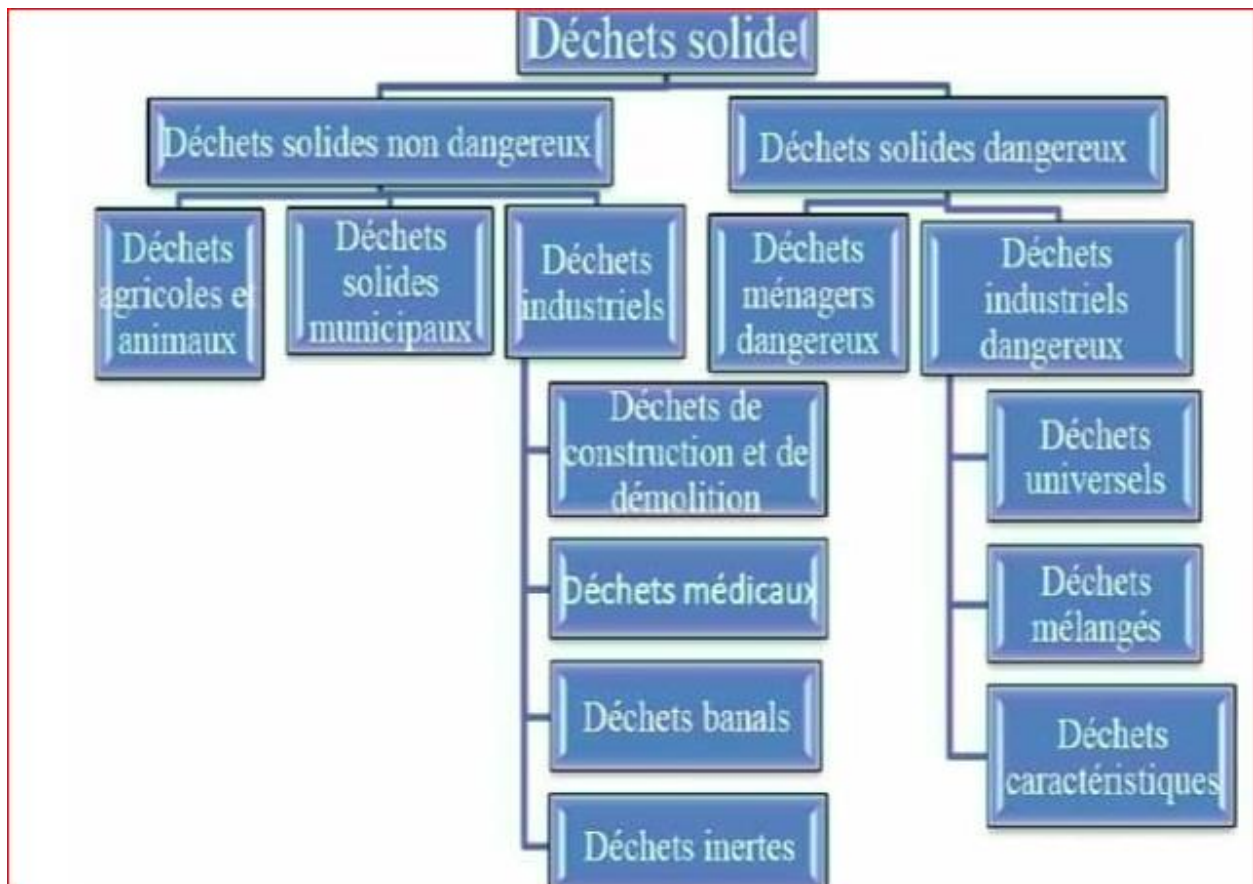 Déchets solide
Déchets solides non dangereux
Déchets solides dangereux
Déchets
agricoles et
animaux
Déchets
solides
municipaux
Déchets
industriels
Déchets
ménagers
dangereux
Déchets
industriels
dangereux
Déchets de
construction et de
démolition
Déchets médicaux
Déchets banals
Déchets inertes
Déchets
universels
Déchets
mélangés
Déchets
caractéristiques